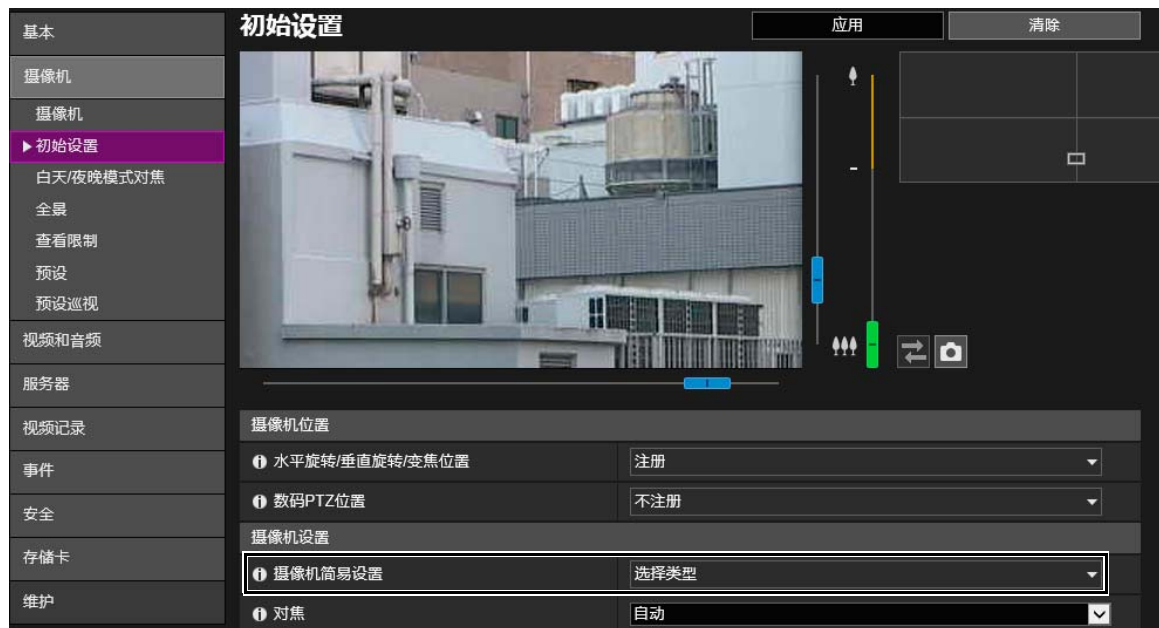 基本
摄像机
摄像机
初始设置
白天/夜晚模式对焦
全景
查看限制
预设
预设巡视
视频和音频
服务器
视频记录
事件
安全
存储卡
维护
初始设置
应用
清除
摄像机位置
水平旋转/垂直旋转/变焦位置
注册
数码PTZ位置
不注册
摄像机设置
摄像机简易设置
选择类型
对焦
自动